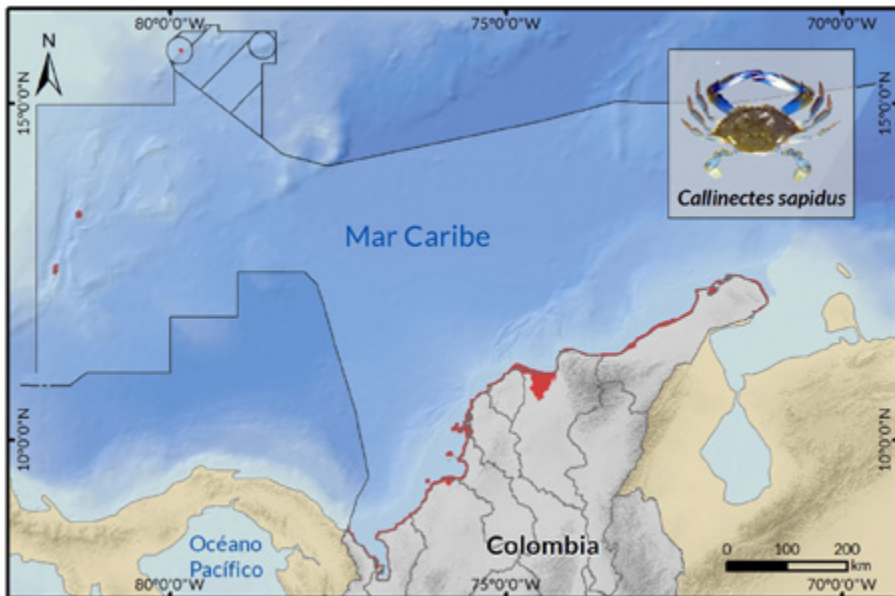 80°0'0"W
75°0'0"W
70°0'0"W
N
15°0'0"N
15°0'0"N
Callinectes sapidus
Mar Caribe
10°0'0"N
10°0'0"N
Océano
Pacífico
Colombia
0 100 200
km
80°0'0"W
75°0'0"W
70°0'0"W